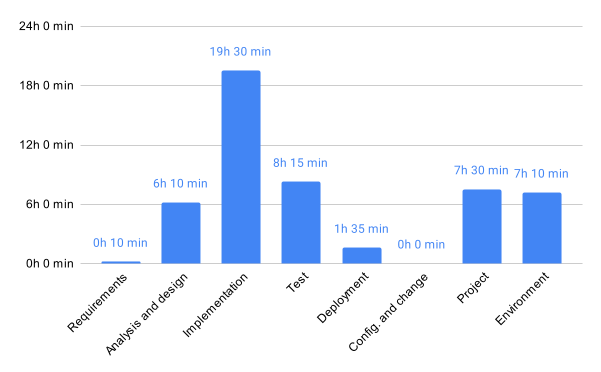 24h 0 min
19h 30 min
18h 0 min
12h 0 min
8h 15 min
7h 30 min
7h 10 min
6h 10 min
6h 0 min
1h 35 min
0h 10 min
0h 0 min
0h 0 min
Requirements
Analysis and design
Implementation
Test
Deployment
Config. and change
Project
Environment